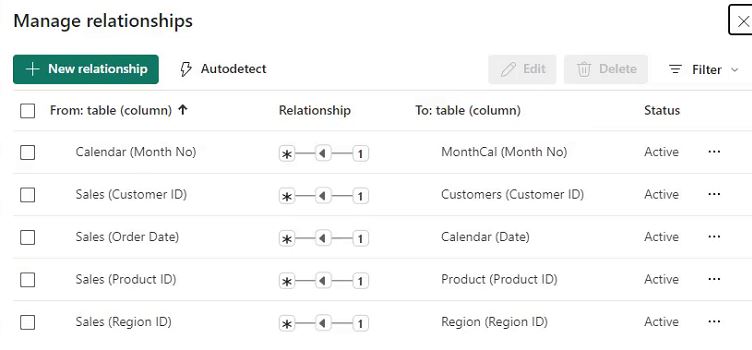 Manage relationships
New relationship Autodetect Edit Delete Filter
From: table (column) Relationship To: table (column) Status
Calendar (Month No) * 1 MonthCal (Month No) Active ...
Sales (Customer ID) * 1 Customers (Customer ID) Active ...
Sales (Order Date) * 1 Calendar (Date) Active ...
Sales (Product ID) * 1 Product (Product ID) Active ...
Sales (Region ID) * 1 Region (Region ID) Active ...